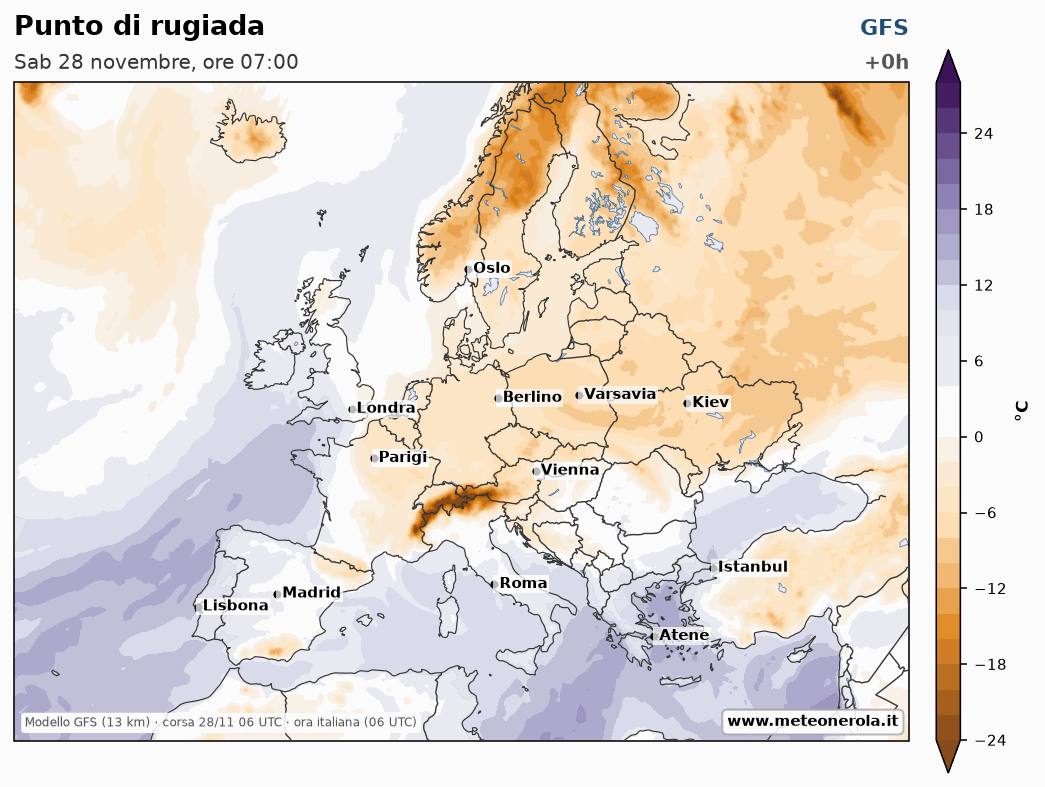 Punto di rugiada
GFS
Sab 28 novembre, ore 07:00
+0h
Oslo
Londra
Berlino
Varsavia
Kiev
Parigi
Vienna
Istanbul
Roma
Madrid
Lisbona
Atene
Modello GFS (13 km) · corsa 28/11 06 UTC · ora italiana (06 UTC)
www.meteonerola.it
24
18
12
6
0
−6
−12
−18
−24
°C